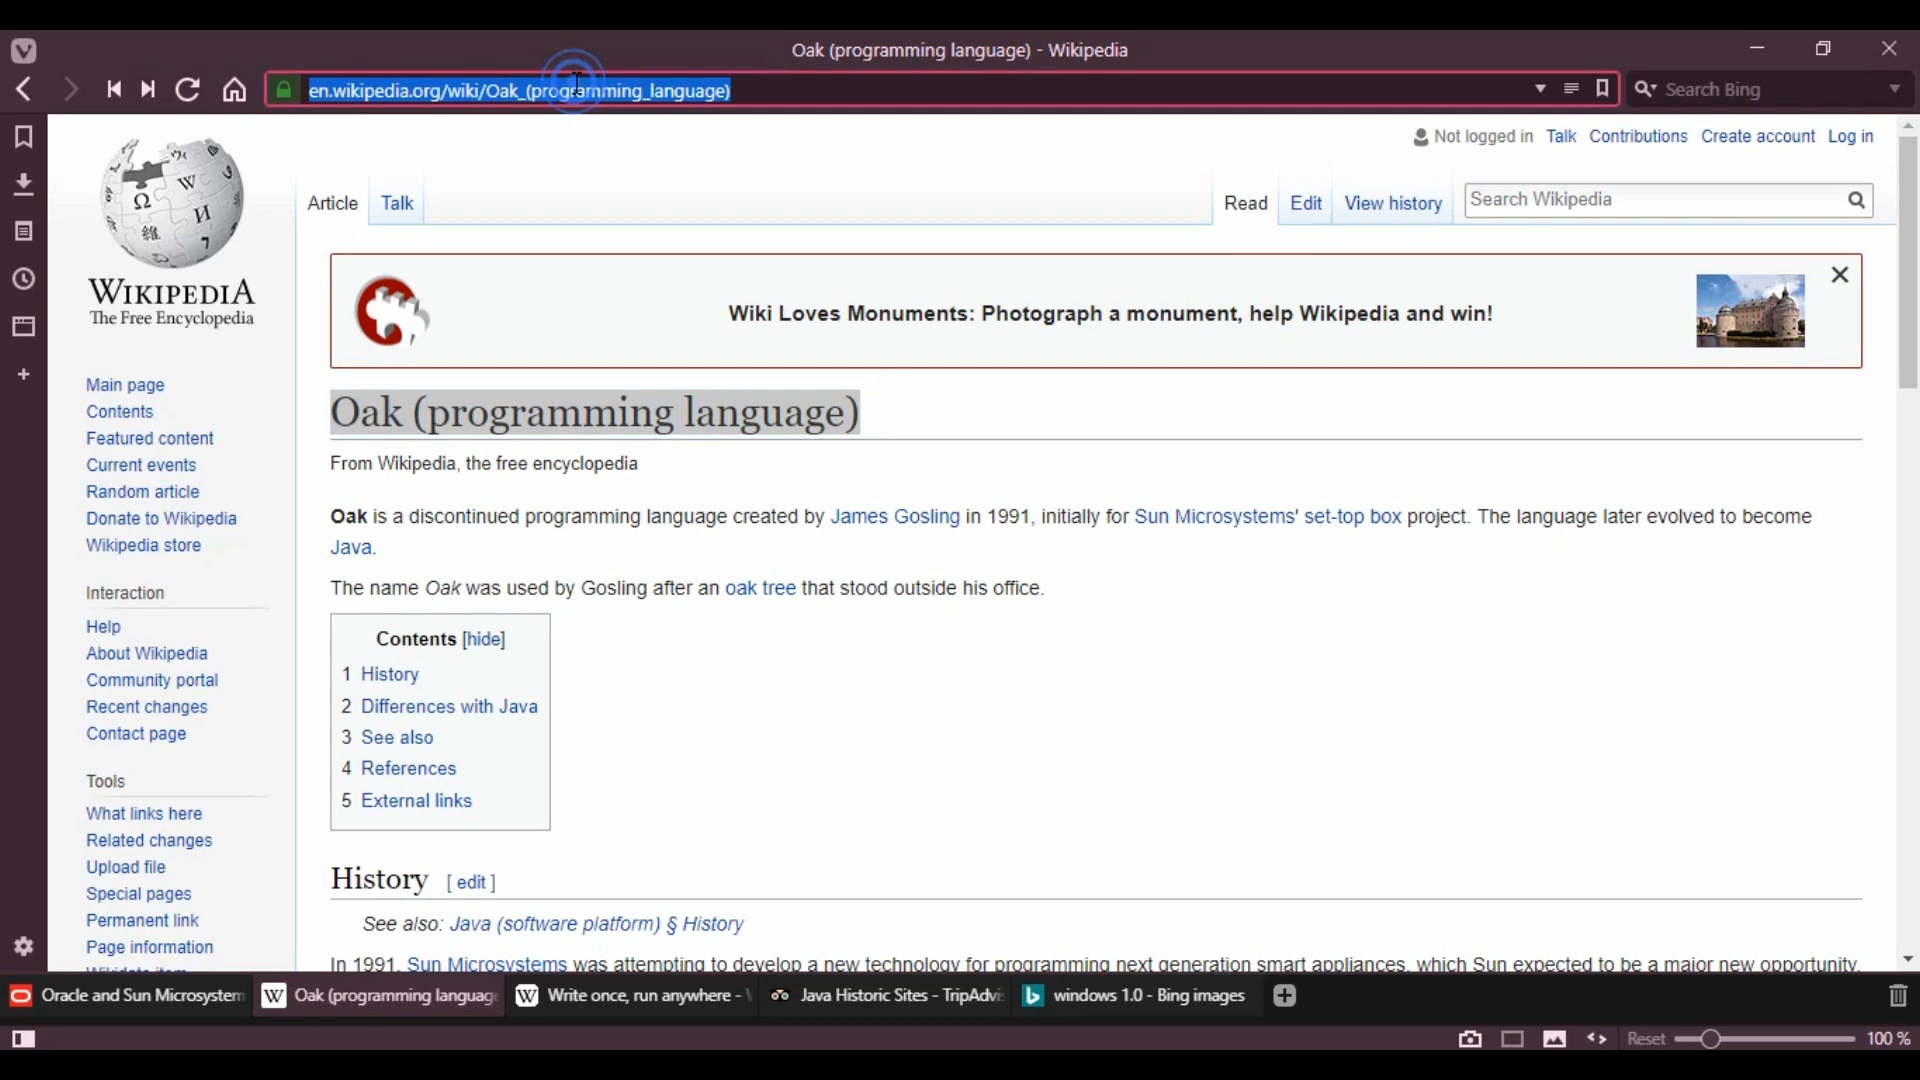 Oak (programming language) - Wikipedia
en.wikipedia.org/wiki/Oak_(programming_language)
Search Bing
Not logged in Talk Contributions Create account Log in
Article Talk Read Edit View history Search Wikipedia
WIKIPEDIA
The Free Encyclopedia
Wiki Loves Monuments: Photograph a monument, help Wikipedia and win!
Main page
Contents
Featured content
Current events
Random article
Donate to Wikipedia
Wikipedia store
Interaction
Help
About Wikipedia
Community portal
Recent changes
Contact page
Tools
What links here
Related changes
Upload file
Special pages
Permanent link
Page information
Wikidata item
Oak (programming language)
From Wikipedia, the free encyclopedia
Oak is a discontinued programming language created by James Gosling in 1991, initially for Sun Microsystems' set-top box project. The language later evolved to become
Java.
The name Oak was used by Gosling after an oak tree that stood outside his office.
Contents [hide]
1 History
2 Differences with Java
3 See also
4 References
5 External links
History [ edit ]
See also: Java (software platform) § History
In 1991, Sun Microsystems was attempting to develop a new technology for programming next generation smart appliances, which Sun expected to be a major new opportunity.
Oracle and Sun Microsystem
Oak (programming languag
Write once, run anywhere -
Java Historic Sites - TripAdvi
windows 1.0 - Bing images
Reset 100 %